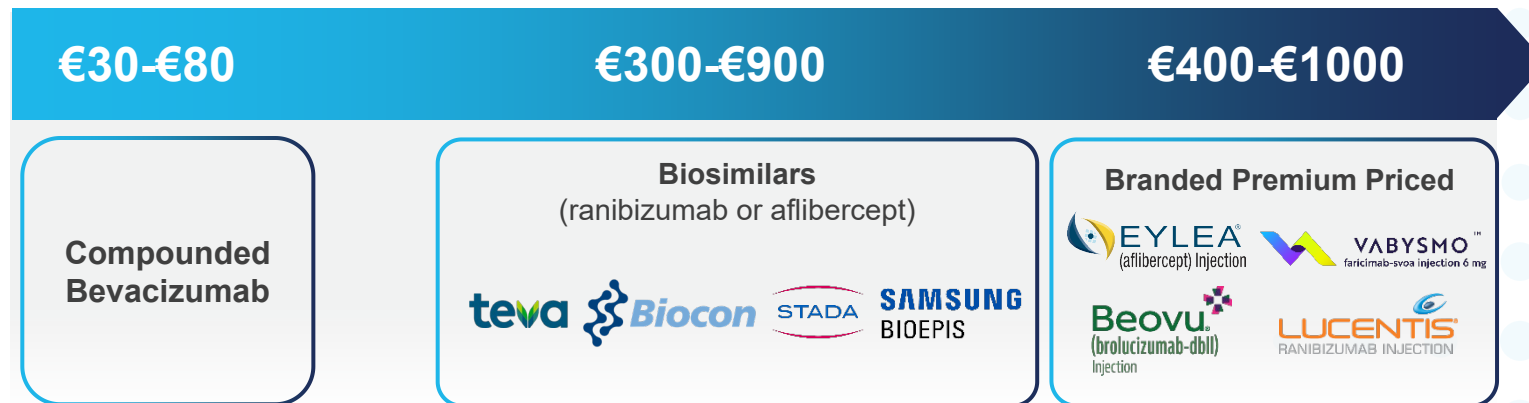 €30-€80
€300-€900
€400-€1000
Compounded
Bevacizumab
Biosimilars
(ranibizumab or aflibercept)
teva
Biocon
STADA
SAMSUNG
BIOEPIS
Branded Premium Priced
EYLEA®
(aflibercept) Injection
VABYSMO™
faricimab-svoa injection 6 mg
Beovu®
(brolucizumab-dbll)
Injection
LUCENTIS®
RANIBIZUMAB INJECTION